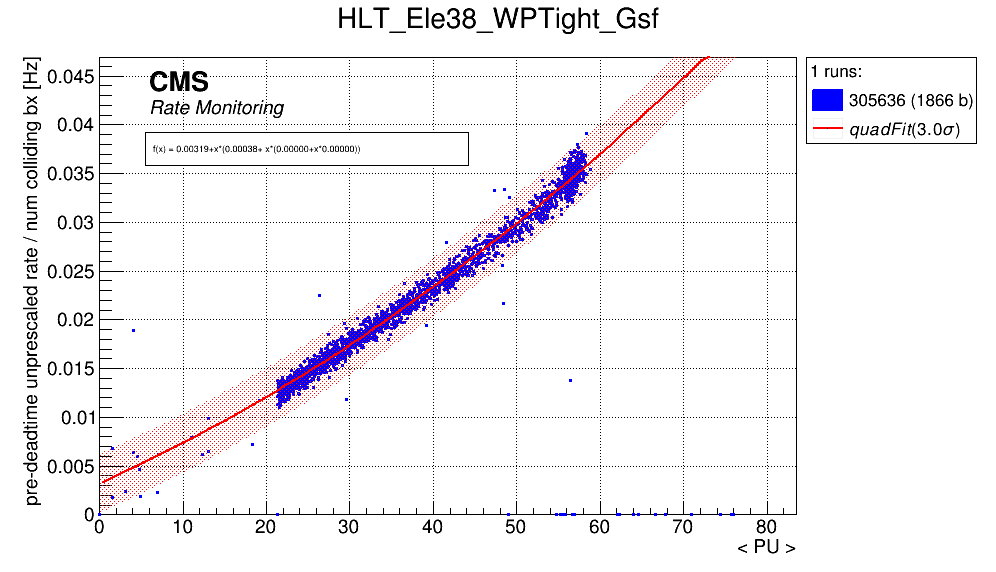 HLT_Ele38_WPTight_Gsf
pre-deadtime unprescaled rate / num colliding bx [Hz]
CMS
Rate Monitoring
f(x) = 0.00319+x*(0.00038+ x*(0.00000+x*0.00000))
1 runs:
305636 (1866 b)
quadFit(3.0σ)
0.045
0.04
0.035
0.03
0.025
0.02
0.015
0.01
0.005
0
0 10 20 30 40 50 60 70 80
< PU >